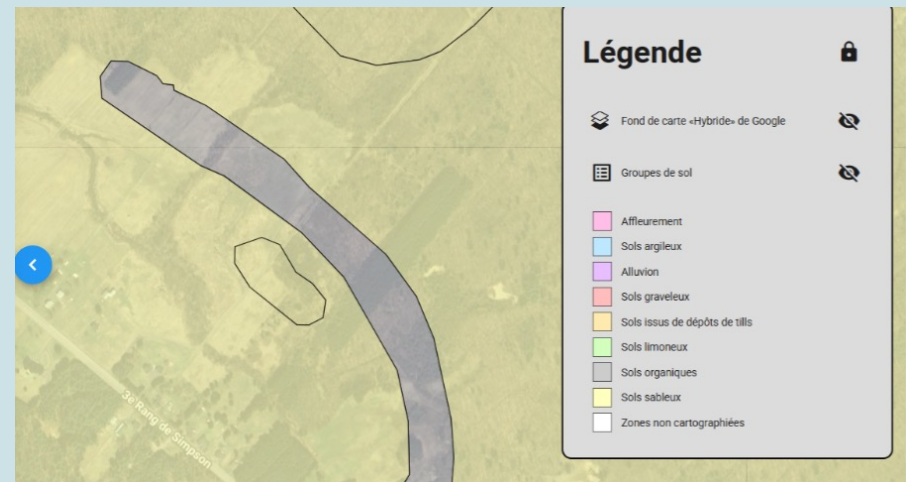 Légende
Fond de carte «Hybride» de Google
Groupes de sol
Affleurement
Sols argileux
Alluvion
Sols graveleux
Sols issus de dépôts de tills
Sols limoneux
Sols organiques
Sols sableux
Zones non cartographiées
3e Rang de Simpson